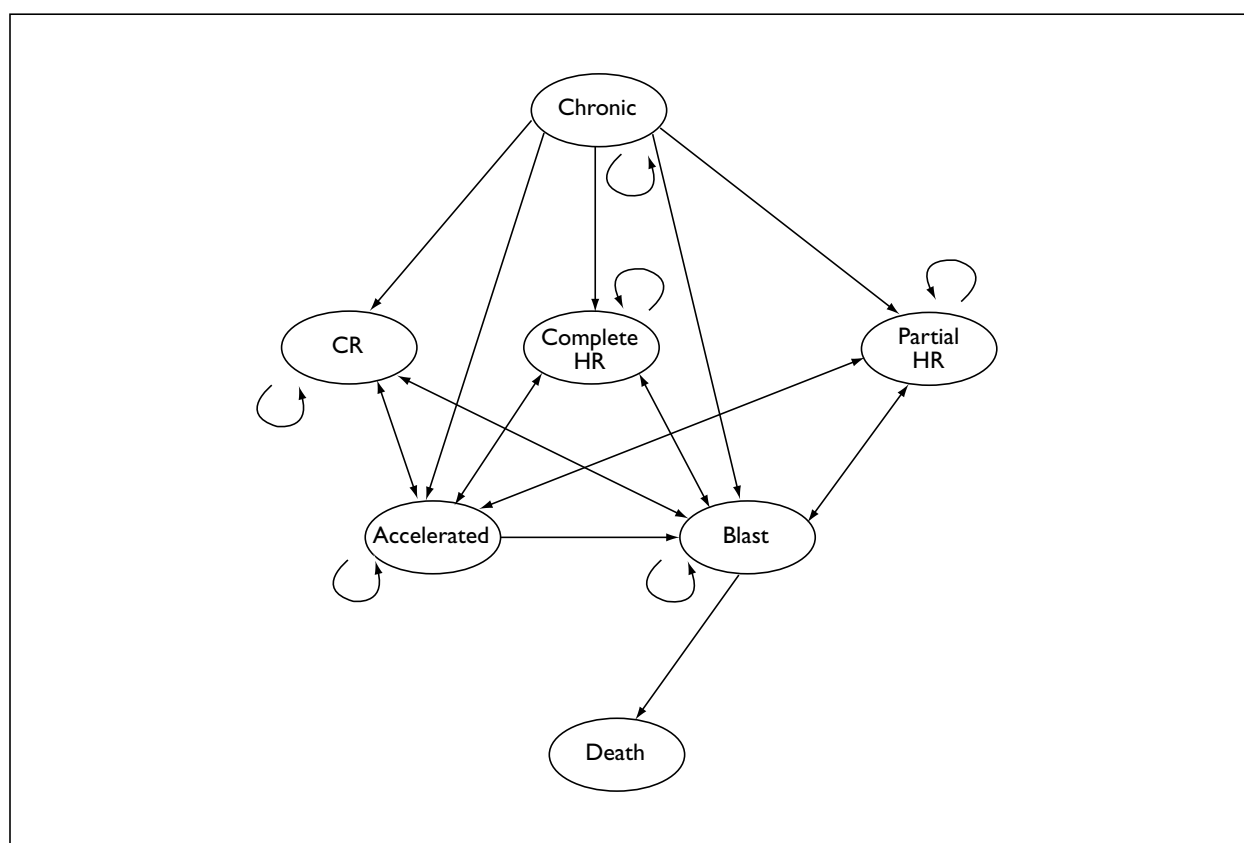 Chronic
CR
Complete
HR
Partial
HR
Accelerated
Blast
Death